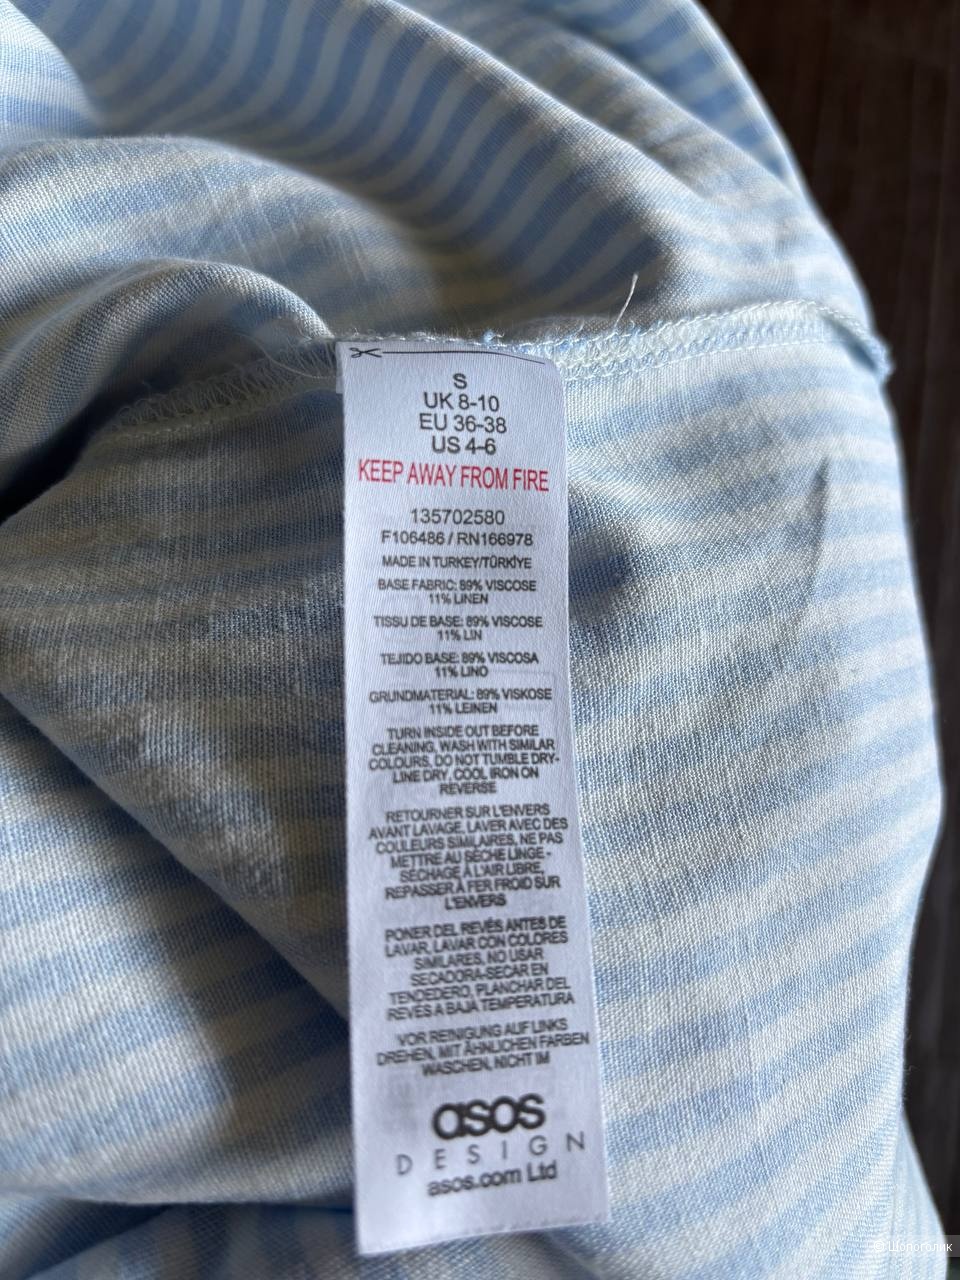 S
UK 8-10
EU 36-38
US 4-6
KEEP AWAY FROM FIRE
135702580
F106486 / RN166978
MADE IN TURKEY/TÜRKİYE
BASE FABRIC: 89% VISCOSE
11% LINEN
TISSU DE BASE: 89% VISCOSE
11% LIN
TEJIDO BASE: 89% VISCOSA
11% LINO
GRUNDMATERIAL: 89% VISKOSE
11% LEINEN
TURN INSIDE OUT BEFORE
CLEANING, WASH WITH SIMILAR
COLOURS, DO NOT TUMBLE DRY-
LINE DRY, COOL IRON ON
REVERSE
RETOURNER SUR L'ENVERS
AVANT LAVAGE, LAVER AVEC DES
COULEURS SIMILAIRES, NE PAS
METTRE AU SÈCHE LINGE -
SÉCHAGE À L'AIR LIBRE,
REPASSER À FER FROID SUR
L'ENVERS
PONER DEL REVÉS ANTES DE
LAVAR, LAVAR CON COLORES
SIMILARES, NO USAR
SECADORA-SECAR EN
TENDEDERO, PLANCHAR DEL
REVÉS A BAJA TEMPERATURA
VOR REINIGUNG AUF LINKS
DREHEN, MIT ÄHNLICHEN FARBEN
WASCHEN, NICHT IM
asos
DESIGN
asos.com Ltd
Шопоголик